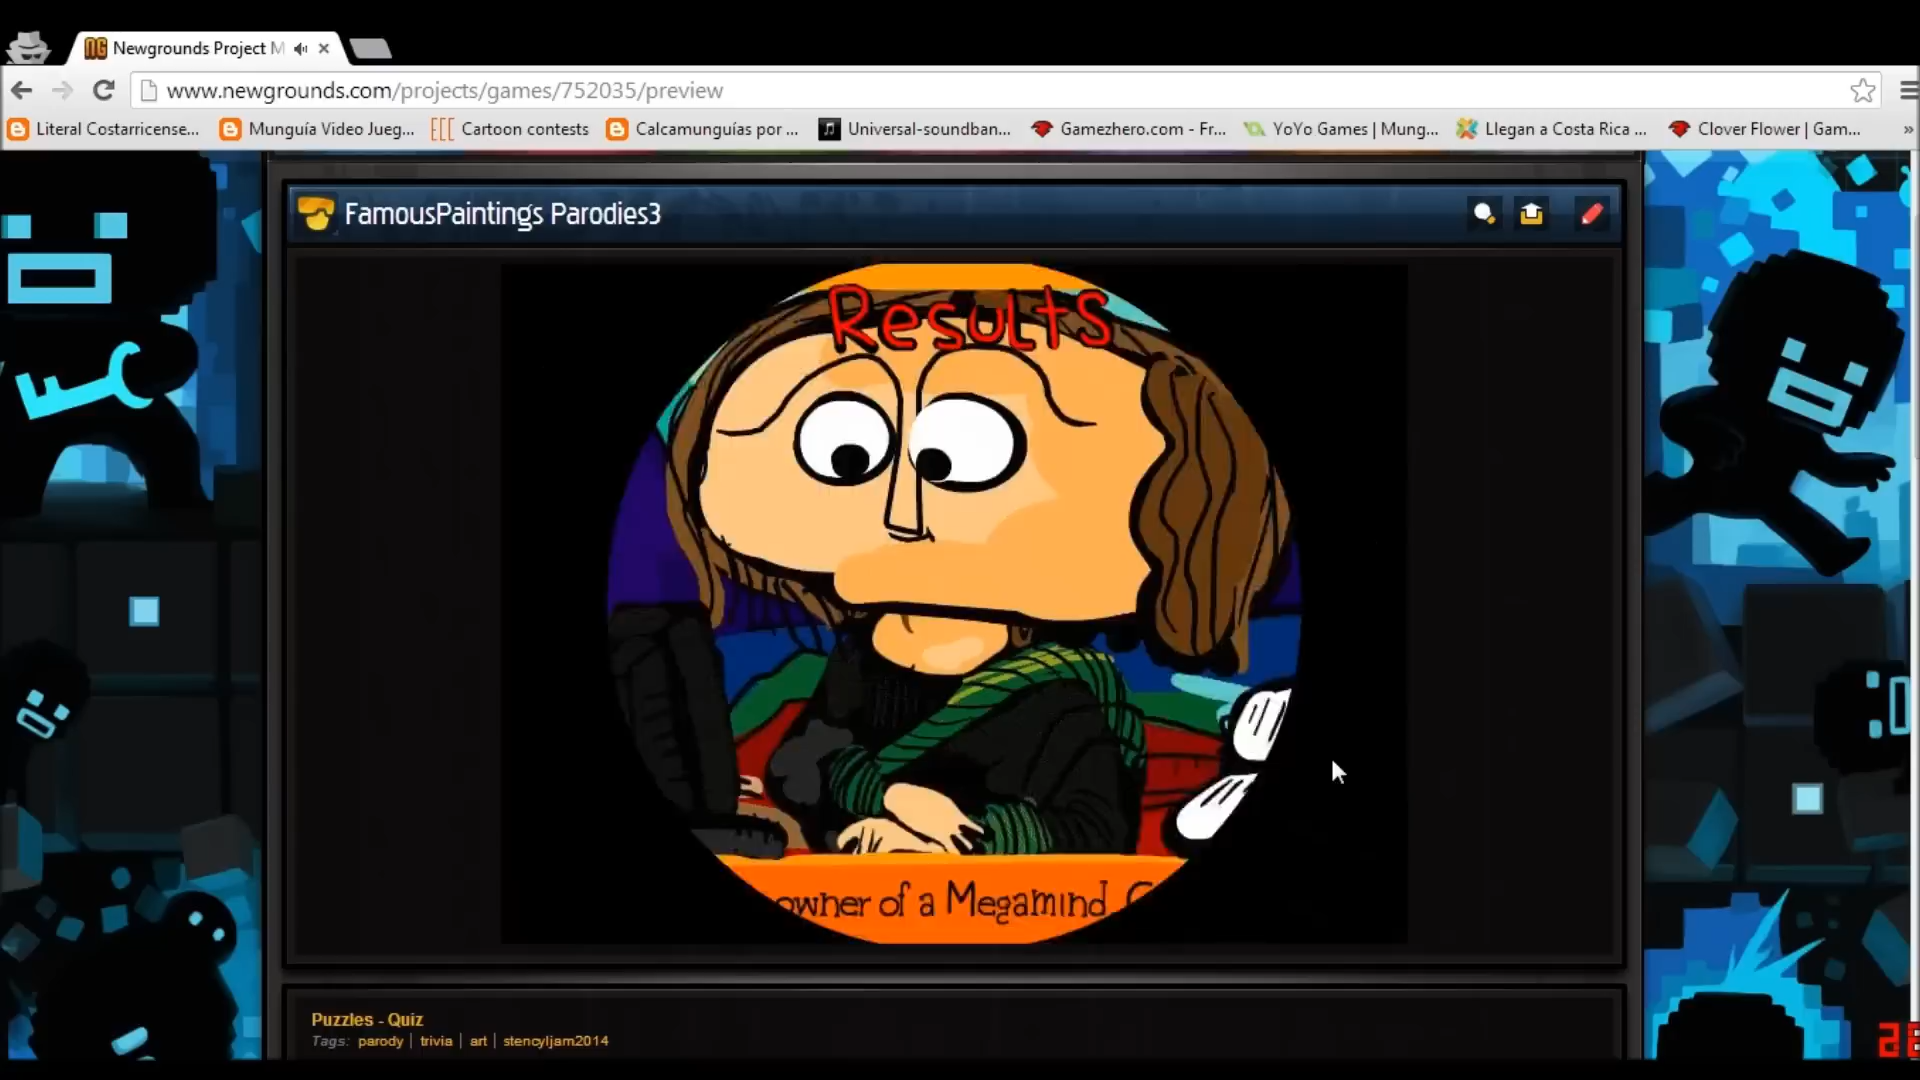 Newgrounds Project M
www.newgrounds.com/projects/games/752035/preview
Literal Costarricense... Munguía Video Jueg... Cartoon contests Calcamunguías por ... Universal-soundban... Gamezhero.com - Fr... YoYo Games | Mung... Llegan a Costa Rica ... Clover Flower | Gam... »
FamousPaintings Parodies3
Results
owner of a Megamind
Puzzles - Quiz
Tags: parody | trivia | art | stencyljam2014